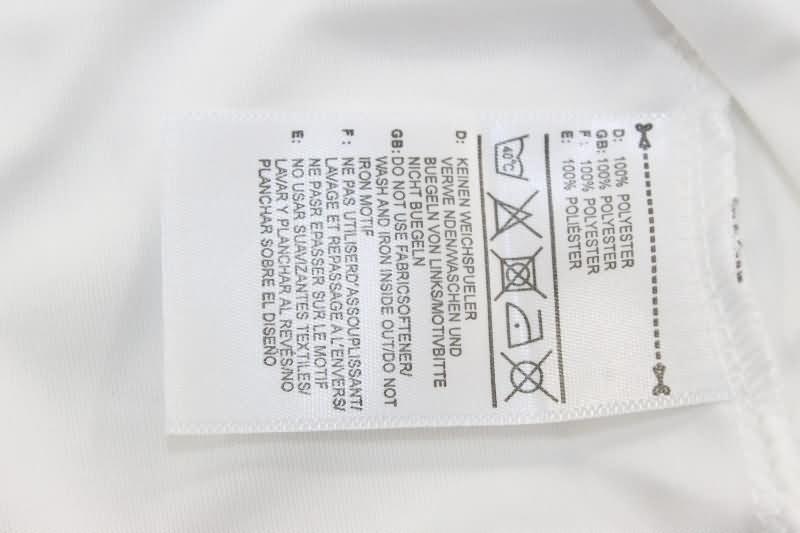 D: 100% POLYESTER
GB: 100% POLYESTER
F: 100% POLYESTER
E: 100% POLIÉSTER
40°C
D: KEINEN WEICHSPUELER
VERWE NDEN/WASCHEN UND
BUEGELN VON LINKS/MOTIVBITTE
NICHT BUEGELN
GB: DO NOT USE FABRICSOFTENER/
WASH AND IRON INSIDE OUT/DO NOT
IRON MOTIF
F: NE PAS UTILISERD'ASSOUPLISSANT/
LAVAGE ET REPASSAGE A L'ENVERS/
NE PASR EPASSER SUR LE MOTIF
E: NO USAR SUAVIZANTES TEXTILES/
LAVAR Y PLANCHAR AL REVÉS/NO
PLANCHAR SOBRE EL DISEÑO